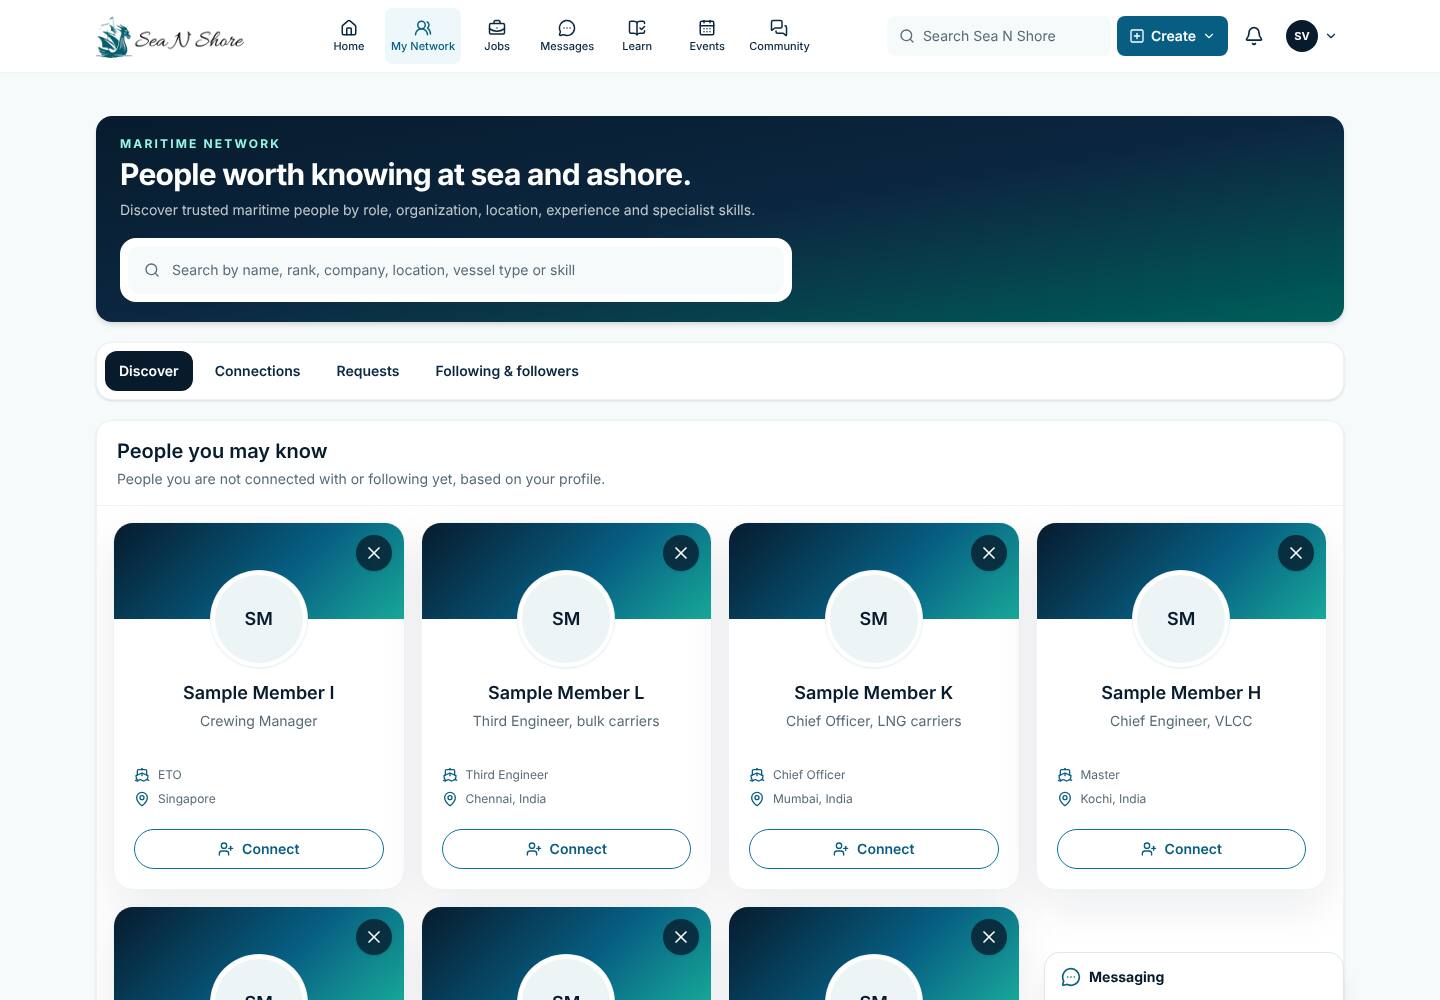 Sea N Shore
Home
My Network
Jobs
Messages
Learn
Events
Community
Search Sea N Shore
Create
SV
MARITIME NETWORK
People worth knowing at sea and ashore.
Discover trusted maritime people by role, organization, location, experience and specialist skills.
Search by name, rank, company, location, vessel type or skill
Discover
Connections
Requests
Following & followers
People you may know
People you are not connected with or following yet, based on your profile.
SM
Sample Member I
Crewing Manager
ETO
Singapore
Connect
SM
Sample Member L
Third Engineer, bulk carriers
Third Engineer
Chennai, India
Connect
SM
Sample Member K
Chief Officer, LNG carriers
Chief Officer
Mumbai, India
Connect
SM
Sample Member H
Chief Engineer, VLCC
Master
Kochi, India
Connect
Messaging